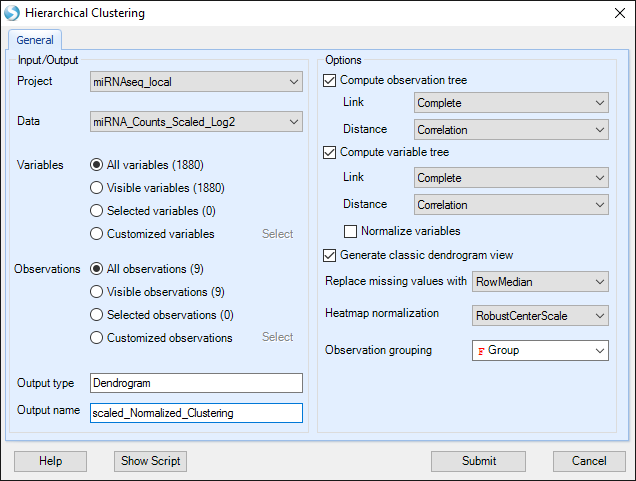 Hierarchical Clustering
General
Input/Output
Project
miRNAseq_local
Data
miRNA_Counts_Scaled_Log2
Variables
All variables (1880)
Visible variables (1880)
Selected variables (0)
Customized variables
Select
Observations
All observations (9)
Visible observations (9)
Selected observations (0)
Customized observations
Select
Output type
Dendrogram
Output name
scaled_Normalized_Clustering
Options
Compute observation tree
Link
Complete
Distance
Correlation
Compute variable tree
Link
Complete
Distance
Correlation
Normalize variables
Generate classic dendrogram view
Replace missing values with
RowMedian
Heatmap normalization
RobustCenterScale
Observation grouping
Group
Help
Show Script
Submit
Cancel